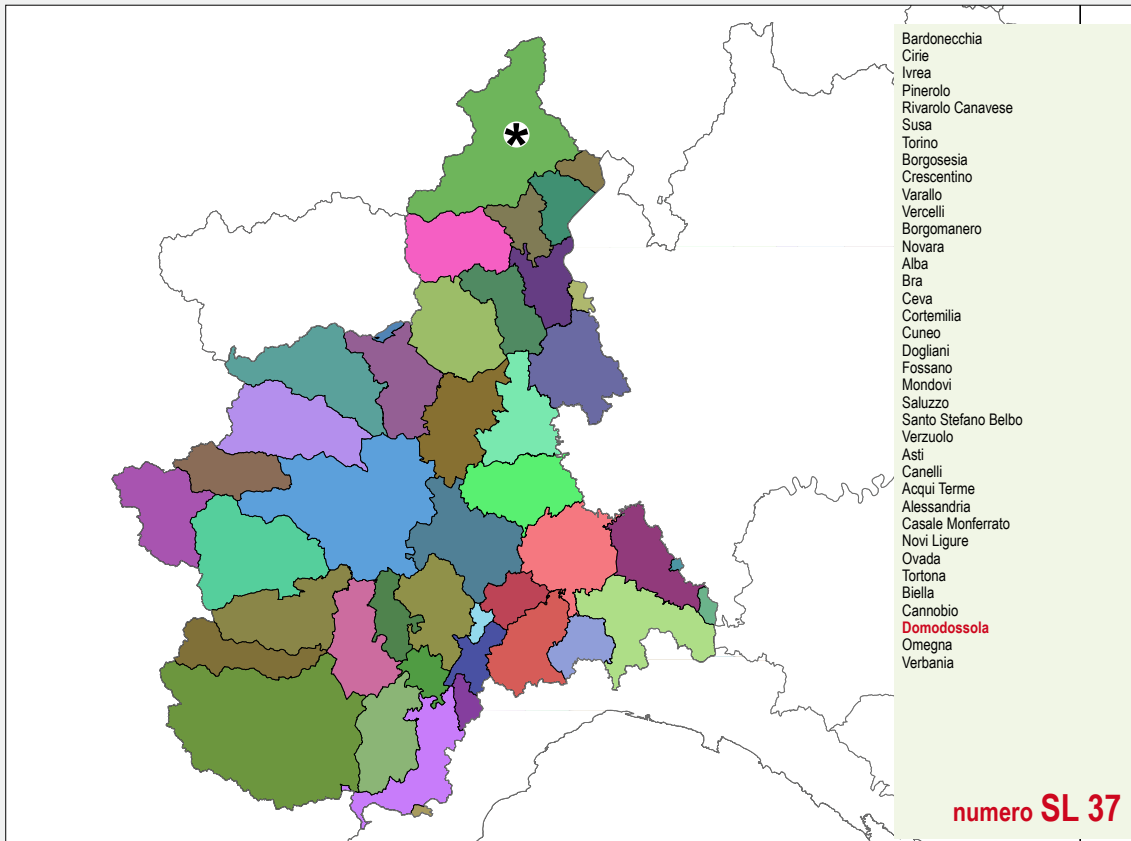 Bardonecchia
Cirie
Ivrea
Pinerolo
Rivarolo Canavese
Susa
Torino
Borgosesia
Crescentino
Varallo
Vercelli
Borgomanero
Novara
Alba
Bra
Ceva
Cortemilia
Cuneo
Dogliani
Fossano
Mondovi
Saluzzo
Santo Stefano Belbo
Verzuolo
Asti
Canelli
Acqui Terme
Alessandria
Casale Monferrato
Novi Ligure
Ovada
Tortona
Biella
Cannobio
Domodossola
Omegna
Verbania
numero SL 37
*